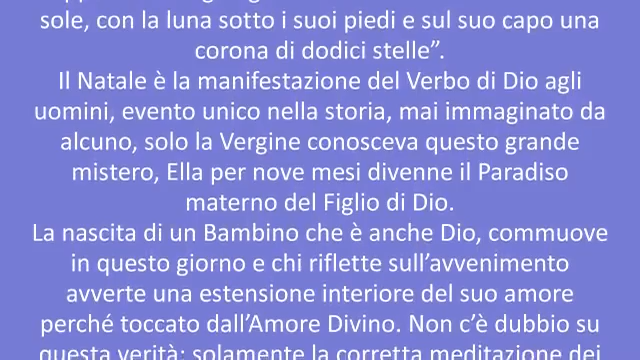 sole, con la luna sotto i suoi piedi e sul suo capo una
corona di dodici stelle”.
Il Natale è la manifestazione del Verbo di Dio agli
uomini, evento unico nella storia, mai immaginato da
alcuno, solo la Vergine conosceva questo grande
mistero, Ella per nove mesi divenne il Paradiso
materno del Figlio di Dio.
La nascita di un Bambino che è anche Dio, commuove
in questo giorno e chi riflette sull’avvenimento
avverte una estensione interiore del suo amore
perché toccato dall’Amore Divino. Non c’è dubbio su
questa verità: solamente la corretta meditazione dei